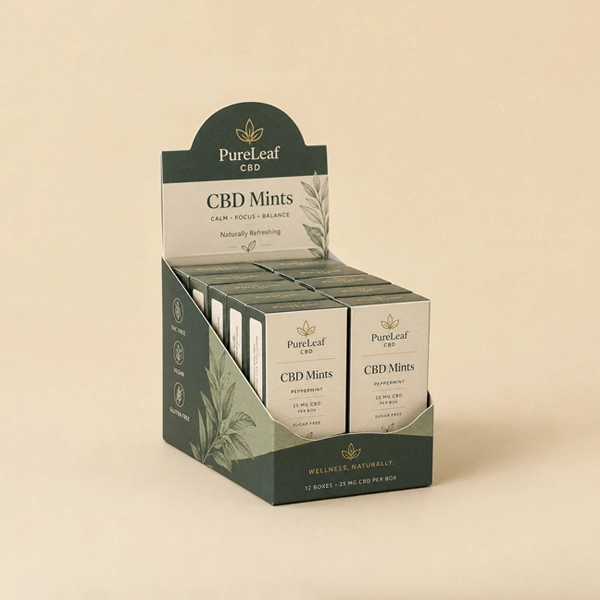 PureLeaf
CBD
CBD Mints
CALM • FOCUS • BALANCE
Naturally Refreshing
THC FREE
VEGAN
GLUTEN FREE
PureLeaf
CBD
CBD Mints
PEPPERMINT
25 MG CBD
PER BOX
SUGAR FREE
PureLeaf
CBD
CBD Mints
PEPPERMINT
25 MG CBD
PER BOX
SUGAR FREE
WELLNESS, NATURALLY.
12 BOXES • 25 MG CBD PER BOX